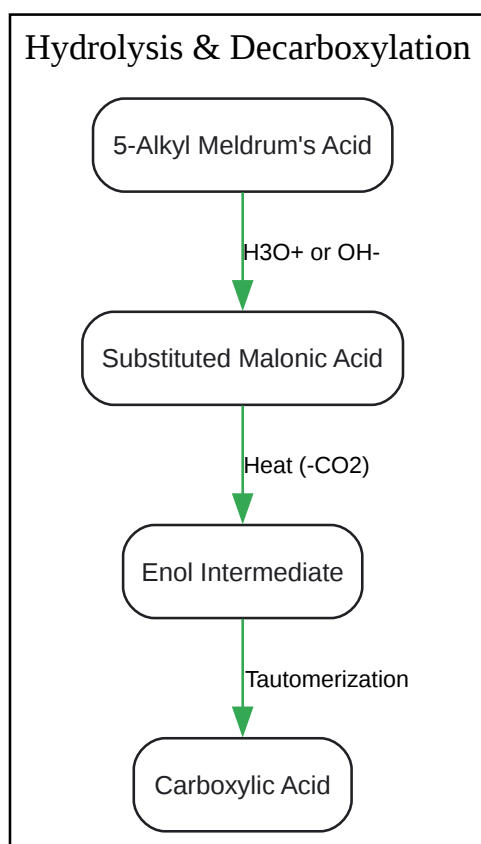 Hydrolysis & Decarboxylation
5-Alkyl Meldrum's Acid
H3O+ or OH-
Substituted Malonic Acid
Heat (-CO2)
Enol Intermediate
Tautomerization
Carboxylic Acid